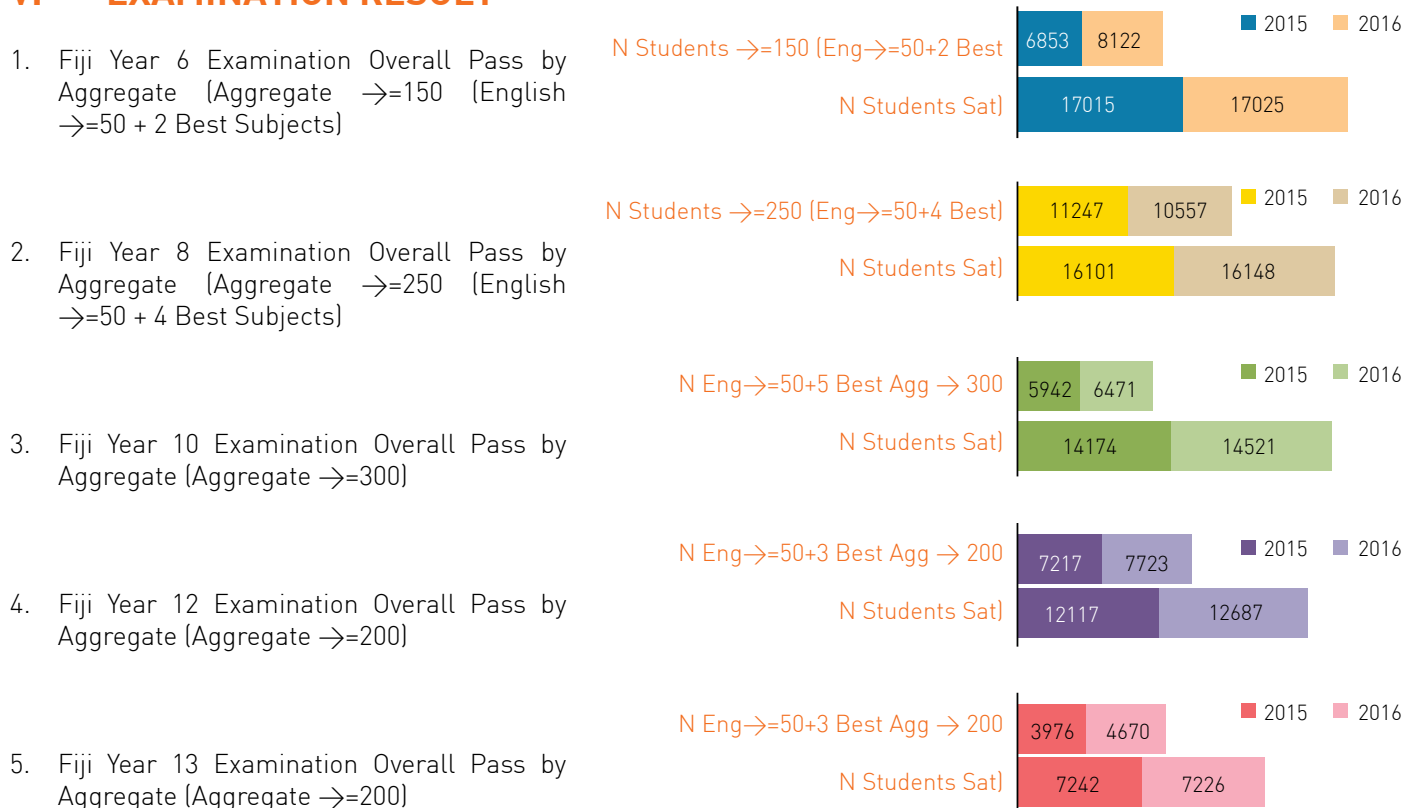 VI EXAMINATION RESULT
1. Fiji Year 6 Examination Overall Pass by
Aggregate (Aggregate →=150 (English
→=50 + 2 Best Subjects)
N Students →=150 (Eng→=50+2 Best
6853 8122
2015 2016
N Students Sat)
17015 17025
2. Fiji Year 8 Examination Overall Pass by
Aggregate (Aggregate →=250 (English
→=50 + 4 Best Subjects)
N Students →=250 (Eng→=50+4 Best)
11247 10557
2015 2016
N Students Sat)
16101 16148
3. Fiji Year 10 Examination Overall Pass by
Aggregate (Aggregate →=300)
N Eng→=50+5 Best Agg → 300
5942 6471
2015 2016
N Students Sat)
14174 14521
4. Fiji Year 12 Examination Overall Pass by
Aggregate (Aggregate →=200)
N Eng→=50+3 Best Agg → 200
7217 7723
2015 2016
N Students Sat)
12117 12687
5. Fiji Year 13 Examination Overall Pass by
Aggregate (Aggregate →=200)
N Eng→=50+3 Best Agg → 200
3976 4670
2015 2016
N Students Sat)
7242 7226